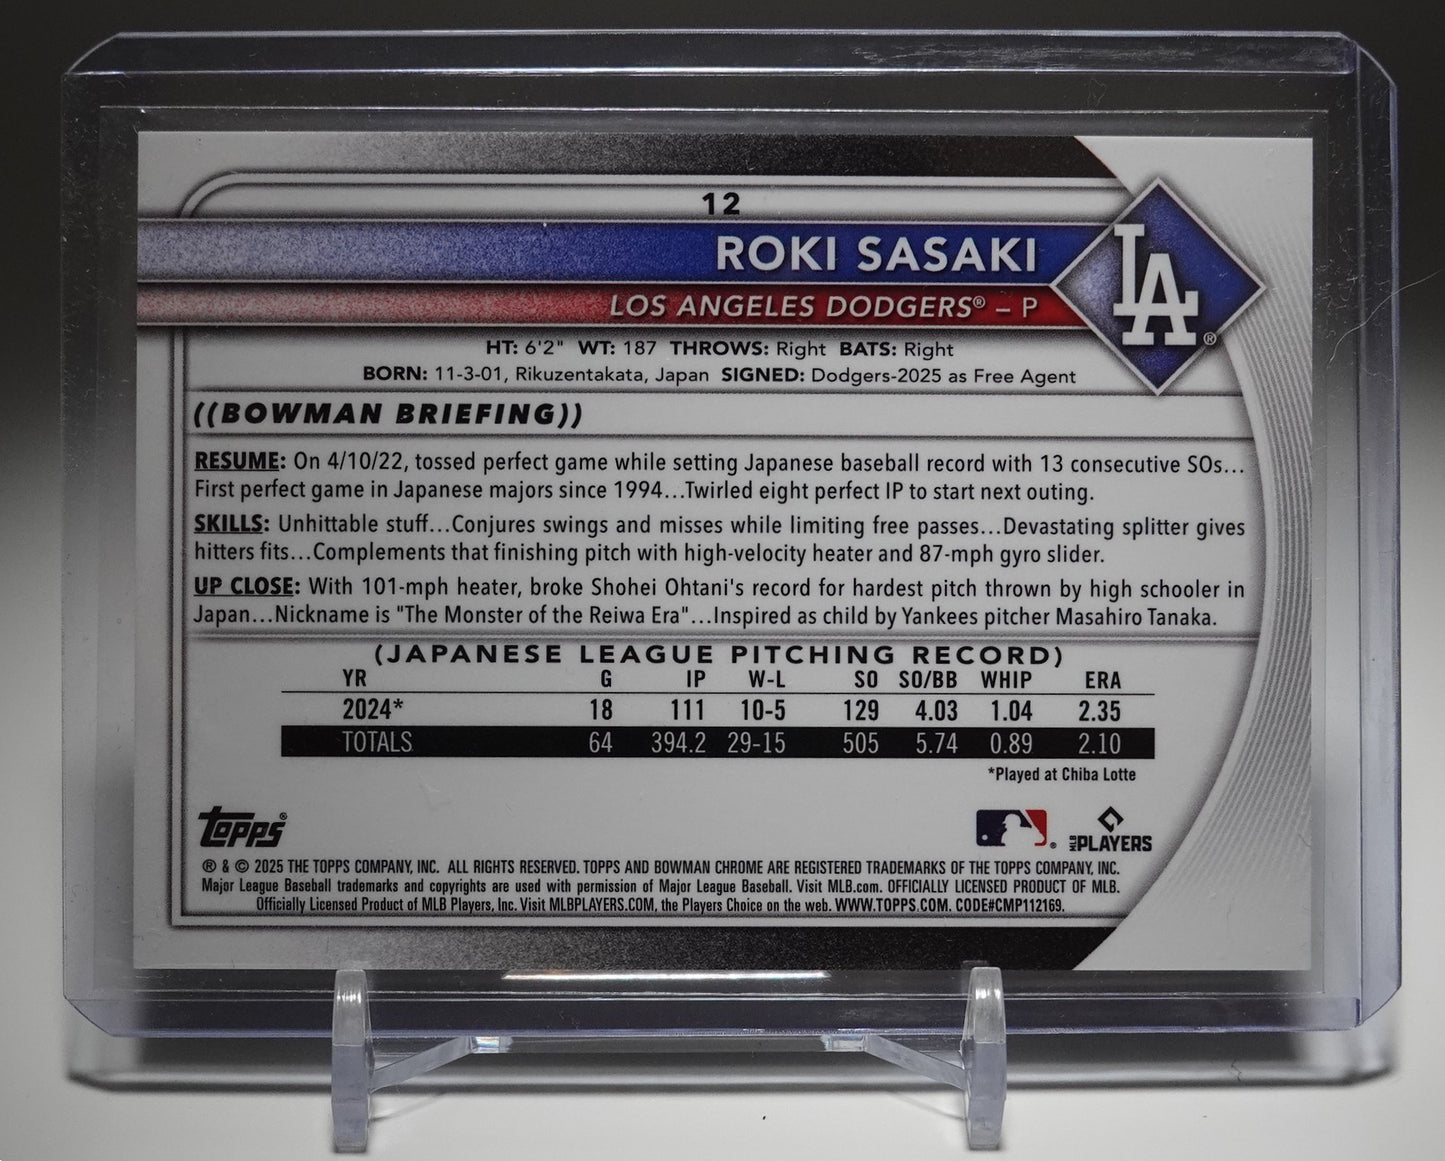 12
ROKI SASAKI
LOS ANGELES DODGERS® – P
LA®
HT: 6'2" WT: 187 THROWS: Right BATS: Right
BORN: 11-3-01, Rikuzentakata, Japan SIGNED: Dodgers-2025 as Free Agent
((BOWMAN BRIEFING))
RESUME: On 4/10/22, tossed perfect game while setting Japanese baseball record with 13 consecutive SOs...
First perfect game in Japanese majors since 1994...Twirled eight perfect IP to start next outing.
SKILLS: Unhittable stuff...Conjures swings and misses while limiting free passes...Devastating splitter gives
hitters fits...Complements that finishing pitch with high-velocity heater and 87-mph gyro slider.
UP CLOSE: With 101-mph heater, broke Shohei Ohtani's record for hardest pitch thrown by high schooler in
Japan...Nickname is "The Monster of the Reiwa Era"...Inspired as child by Yankees pitcher Masahiro Tanaka.
(JAPANESE LEAGUE PITCHING RECORD)
YR G IP W-L SO SO/BB WHIP ERA
2024* 18 111 10-5 129 4.03 1.04 2.35
TOTALS 64 394.2 29-15 505 5.74 0.89 2.10
*Played at Chiba Lotte
topps®
MLB PLAYERS
® & © 2025 THE TOPPS COMPANY, INC. ALL RIGHTS RESERVED. TOPPS AND BOWMAN CHROME ARE REGISTERED TRADEMARKS OF THE TOPPS COMPANY, INC.
Major League Baseball trademarks and copyrights are used with permission of Major League Baseball. Visit MLB.com. OFFICIALLY LICENSED PRODUCT OF MLB.
Officially Licensed Product of MLB Players, Inc. Visit MLBPLAYERS.COM, the Players Choice on the web. WWW.TOPPS.COM. CODE#CMP112169.